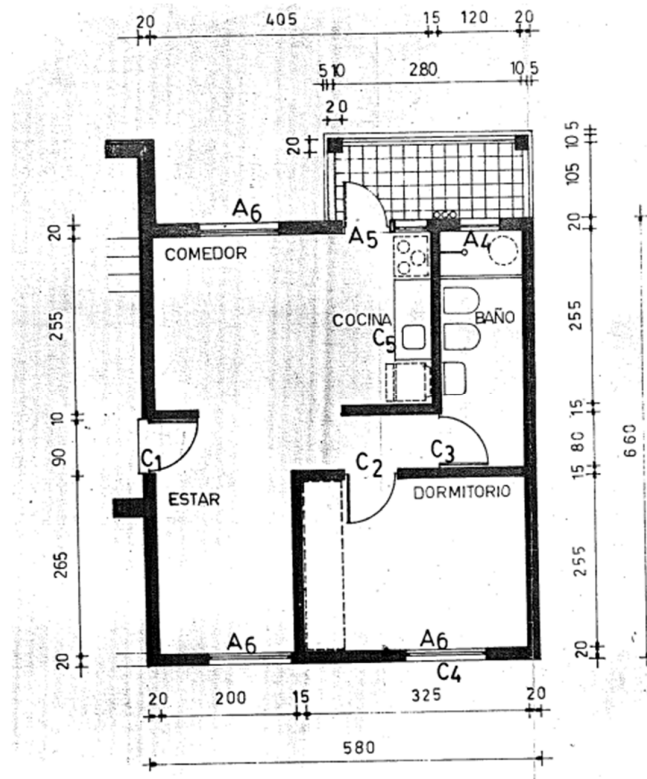 20 405 15 120 20
5 10 280 10 5
20
20
10 5
105
20
A6
A5
A4
COMEDOR
20
255
COCINA
C5
BAÑO
255
10
15
90
C1
C2
C3
80
660
15
ESTAR
DORMITORIO
265
255
A6
A6
C4
20
20
20 200 15 325 20
580